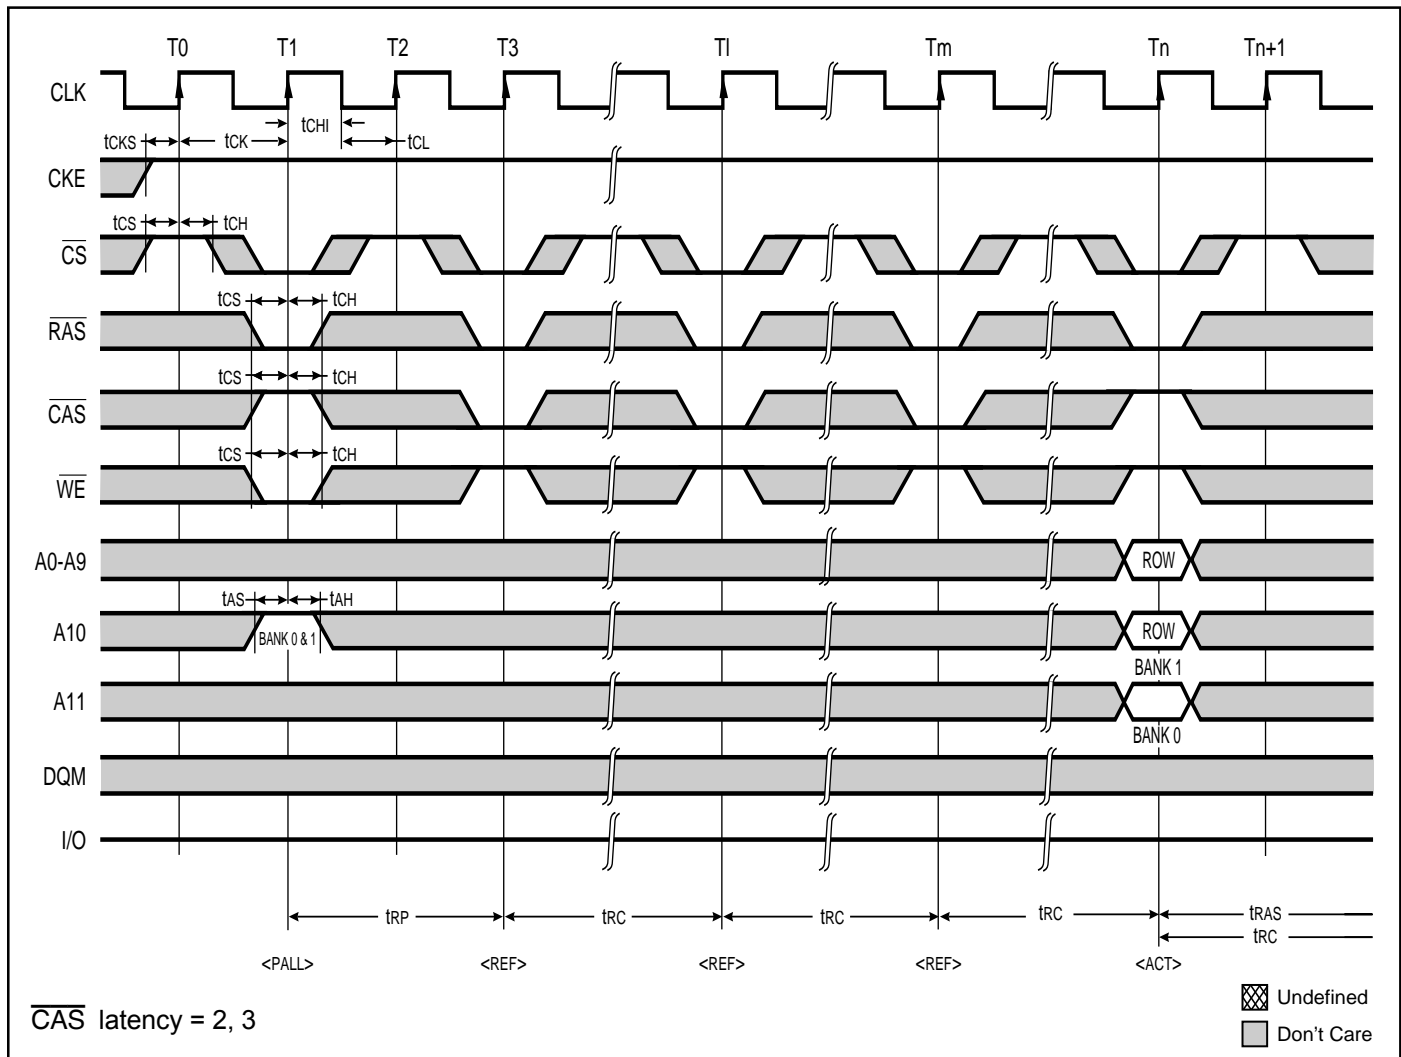 T0 T1 T2 T3 Tl Tm Tn Tn+1
CLK
tCHI
tCKS tCK tCL
CKE
tCS tCH
CS
tCS tCH
RAS
tCS tCH
CAS
tCS tCH
WE
A0-A9 ROW
tAS tAH
A10 BANK 0 & 1 ROW
BANK 1
A11
BANK 0
DQM
I/O
tRP tRC tRC tRC tRAS
tRC
<PALL> <REF> <REF> <REF> <ACT>
Undefined
CAS latency = 2, 3
Don't Care